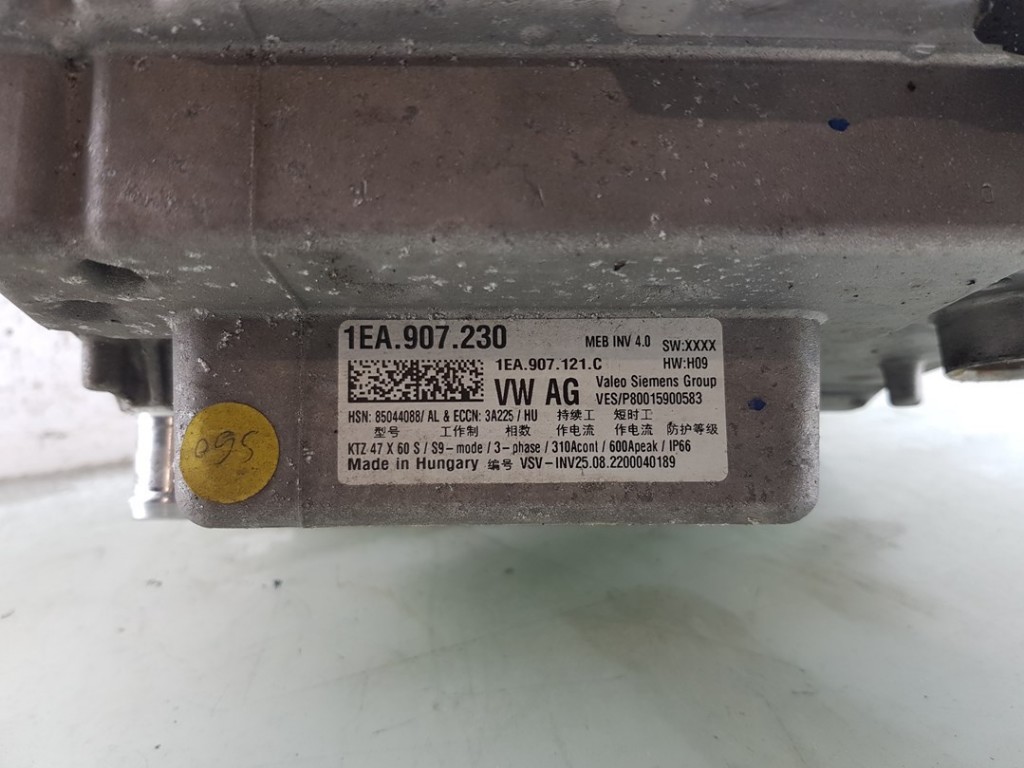 1EA.907.230 MEB INV 4.0 SW:XXXX
1EA.907.121.C HW:H09
VW AG Valeo Siemens Group
VES/P80015900583
HSN: 85044088/ AL & ECCN: 3A225 / HU 持续工 短时工
型号 工作制 相数 作电流 作电流 防护等级
KTZ 47 X 60 S / S9-mode / 3-phase / 310Acont / 600Apeak / IP66
Made in Hungary 编号 VSV-INV25.08.2200040189